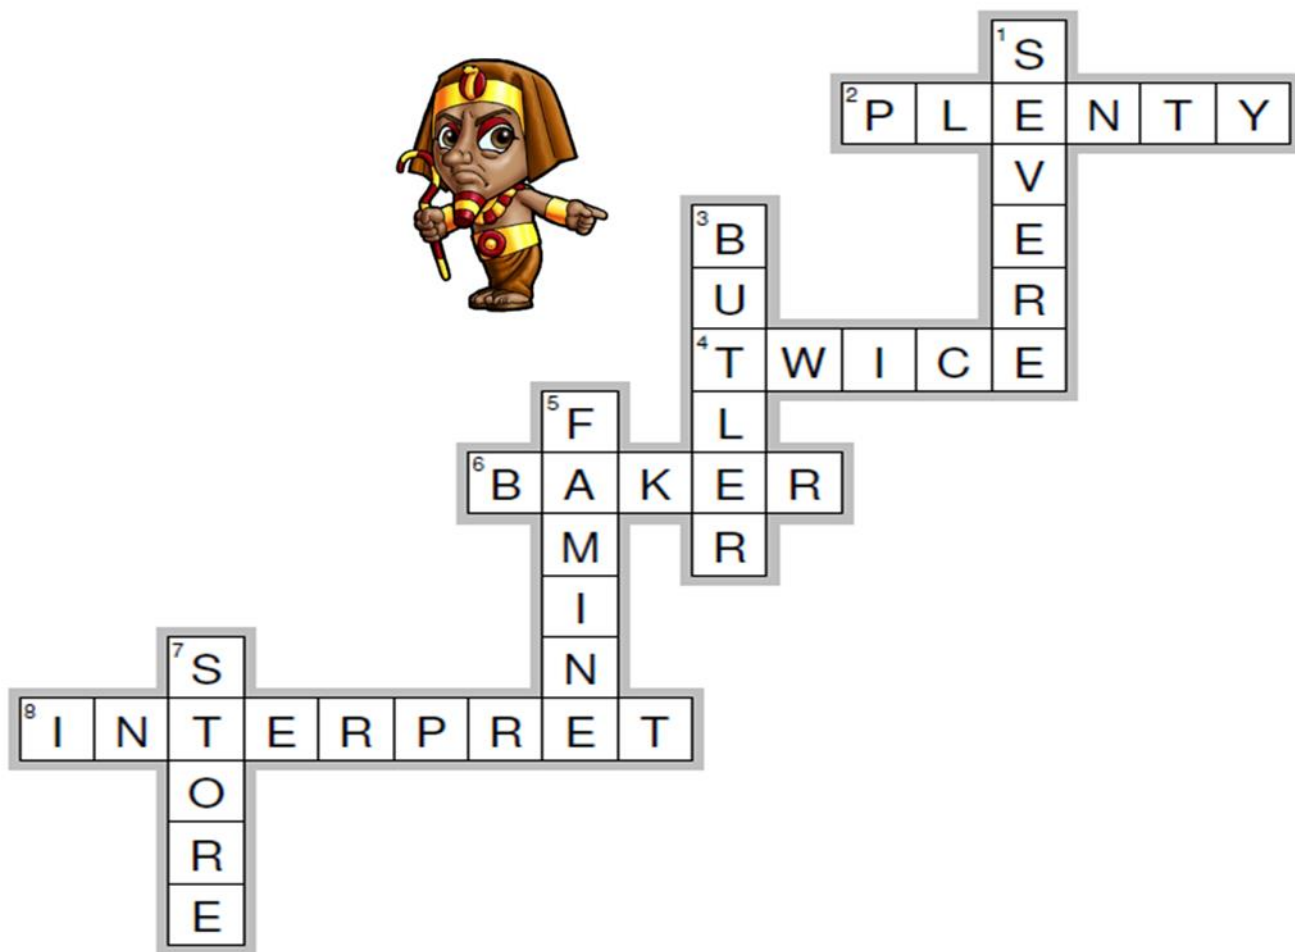 1 S
2 P L E N T Y
V
3 B E
U R
4 T W I C E
5 F L
6 B A K E R
M R
I
7 S N
8 I N T E R P R E T
O
R
E